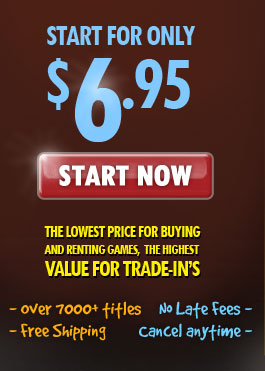 START FOR ONLY
$6.95
START NOW
THE LOWEST PRICE FOR BUYING
AND RENTING GAMES, THE HIGHEST
VALUE FOR TRADE-IN'S
- over 7000+ titles No Late Fees -
- Free Shipping Cancel anytime -